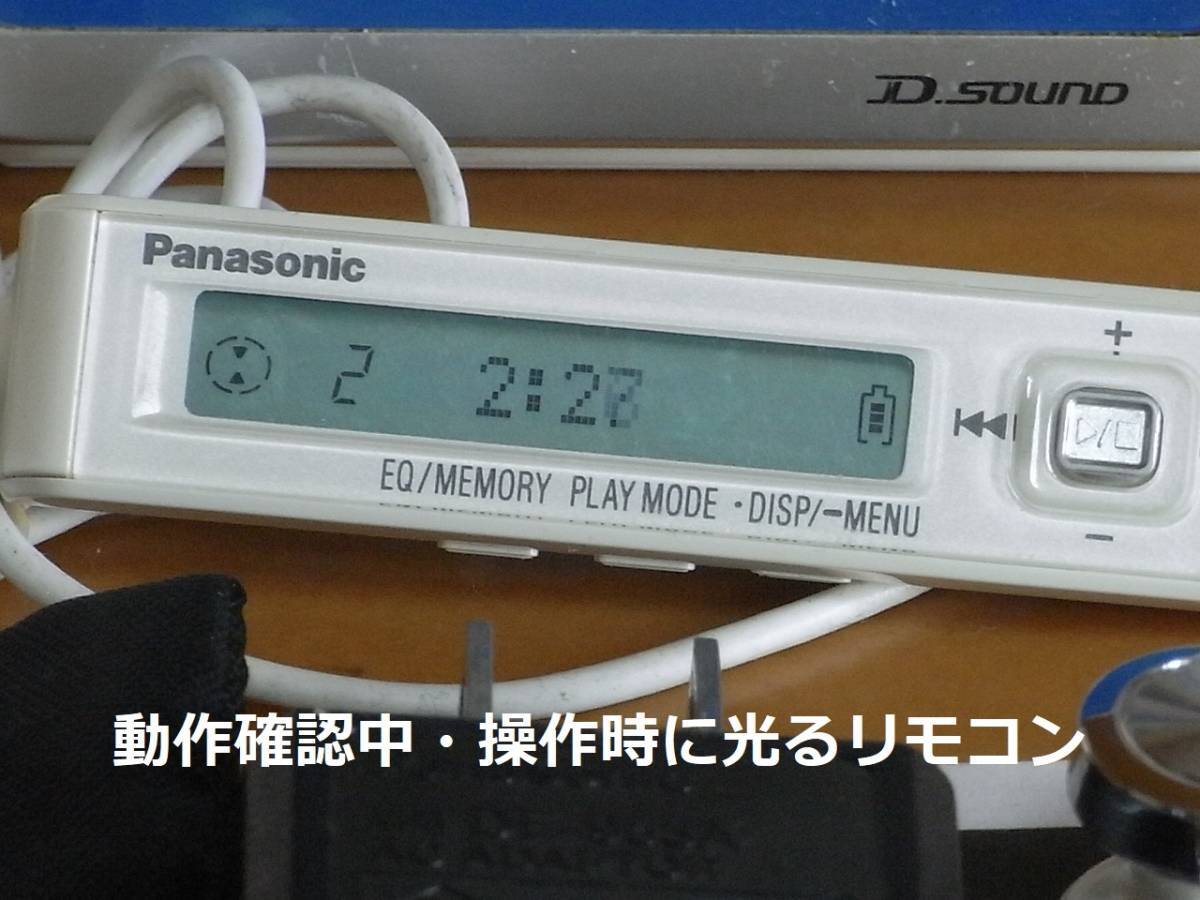 D.SOUND
Panasonic
2 2:2
EQ/MEMORY PLAY MODE ・DISP/–MENU
+
▷/□
−
動作確認中・操作時に光るリモコン